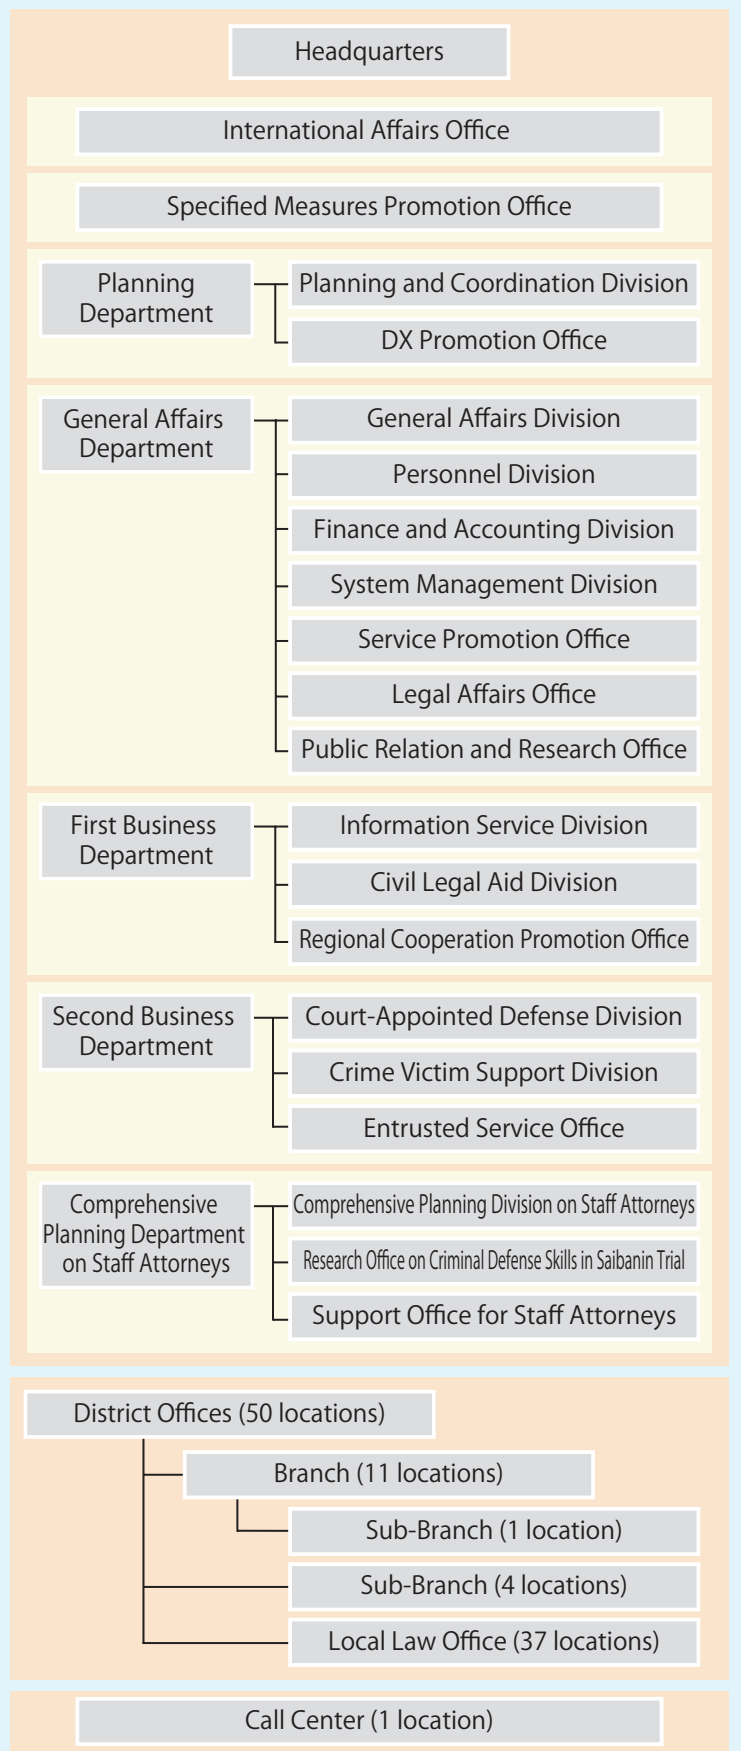 Headquarters
International Affairs Office
Specified Measures Promotion Office
Planning
Department
Planning and Coordination Division
DX Promotion Office
General Affairs
Department
General Affairs Division
Personnel Division
Finance and Accounting Division
System Management Division
Service Promotion Office
Legal Affairs Office
Public Relation and Research Office
First Business
Department
Information Service Division
Civil Legal Aid Division
Regional Cooperation Promotion Office
Second Business
Department
Court-Appointed Defense Division
Crime Victim Support Division
Entrusted Service Office
Comprehensive
Planning Department
on Staff Attorneys
Comprehensive Planning Division on Staff Attorneys
Research Office on Criminal Defense Skills in Saibanin Trial
Support Office for Staff Attorneys
District Offices (50 locations)
Branch (11 locations)
Sub-Branch (1 location)
Sub-Branch (4 locations)
Local Law Office (37 locations)
Call Center (1 location)